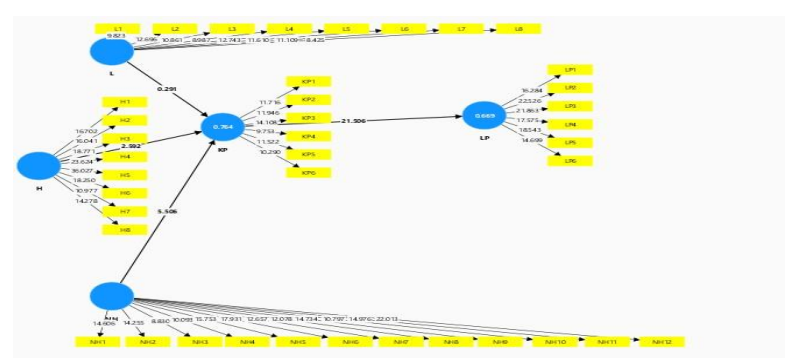 L1 L2 L3 L4 L5 L6 L7 L8
9.823 12.696 10.861 8.987 12.743 11.610 11.109 8.425
L
0.291
H1
H2
H3
H4
H5
H6
H7
H8
16.702
16.041
18.771
23.624
36.027
18.250
10.977
14.278
H
2.592
0.764
KP
KP1
KP2
KP3
KP4
KP5
KP6
11.716
11.946
14.108
9.753
11.522
10.290
21.506
0.669
LP
LP1
LP2
LP3
LP4
LP5
LP6
16.284
22.526
21.863
17.575
18.543
14.699
5.506
14.606 14.255 8.830 10.093 15.753 17.931 12.657 12.078 14.734 10.797 14.976 22.013
NH1 NH2 NH3 NH4 NH5 NH6 NH7 NH8 NH9 NH10 NH11 NH12